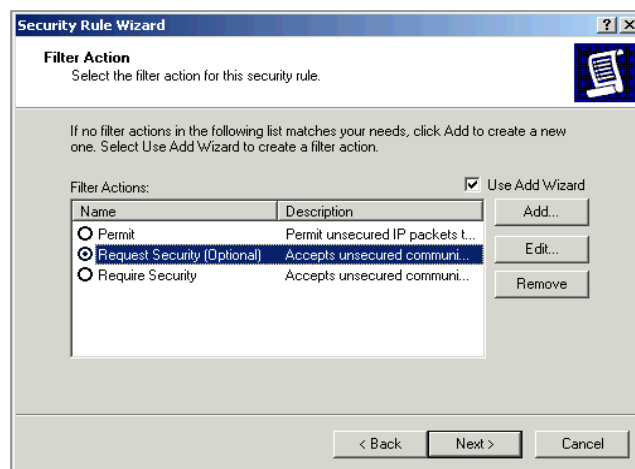 Security Rule Wizard
Filter Action
Select the filter action for this security rule.
If no filter actions in the following list matches your needs, click Add to create a new
one. Select Use Add Wizard to create a filter action.
Filter Actions:
Use Add Wizard
Name Description
Permit Permit unsecured IP packets t...
Request Security (Optional) Accepts unsecured communi...
Require Security Accepts unsecured communi...
Add...
Edit...
Remove
< Back Next > Cancel